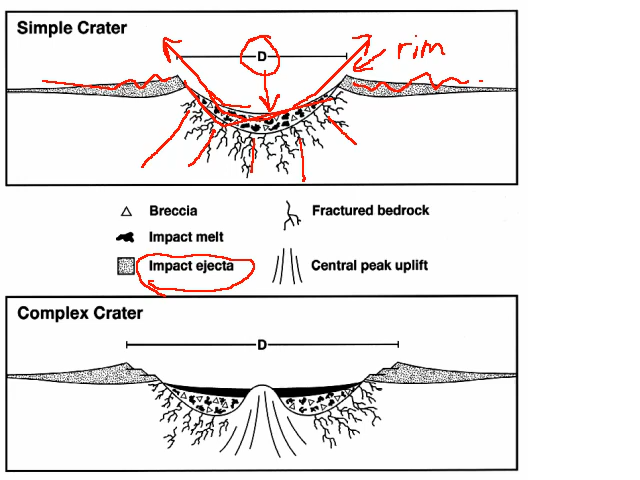 Simple Crater
D
rim
Breccia
Fractured bedrock
Impact melt
Impact ejecta
Central peak uplift
Complex Crater
D